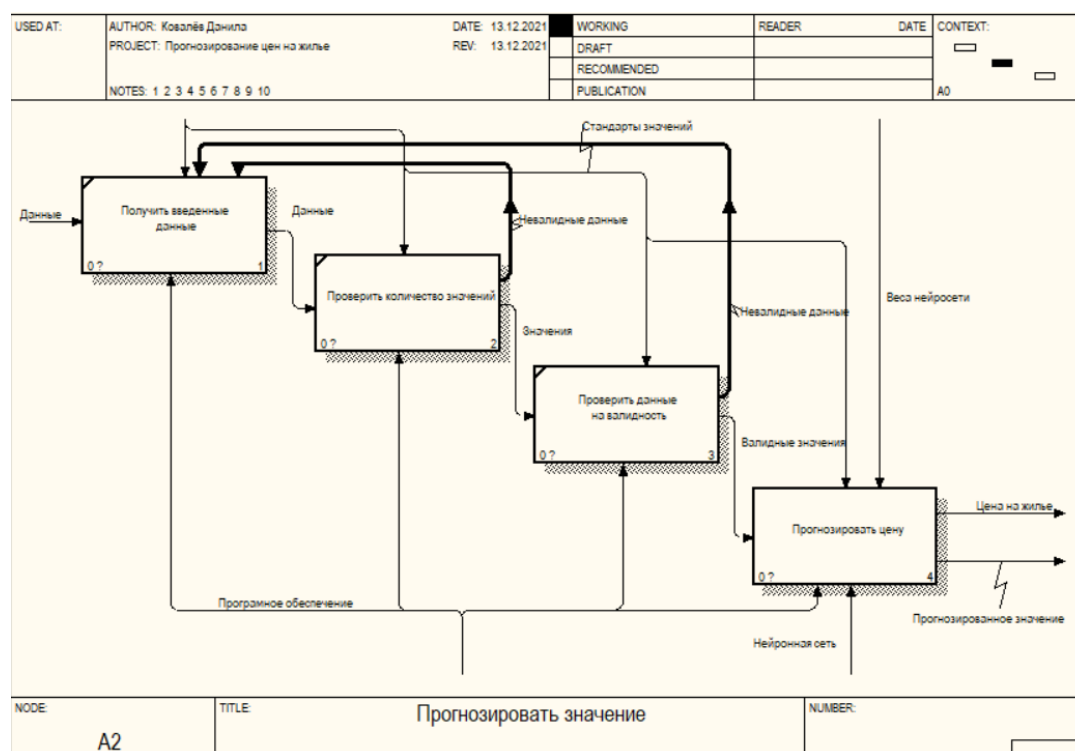 USED AT:
AUTHOR: Ковалёв Данила
DATE: 13.12.2021
PROJECT: Прогнозирование цен на жилье
REV: 13.12.2021
NOTES: 1 2 3 4 5 6 7 8 9 10
WORKING
DRAFT
RECOMMENDED
PUBLICATION
READER
DATE
CONTEXT:
A0
Стандарты значений
Данные
Получить введенные
данные
0 ?
1
Данные
Невалидные данные
Проверить количество значений
0 ?
2
Значения
Невалидные данные
Веса нейросети
Проверить данные
на валидность
0 ?
3
Валидные значения
Прогнозировать цену
0 ?
4
Цена на жилье
Прогнозированное значение
Програмное обеспечение
Нейронная сеть
NODE:
A2
TITLE:
Прогнозировать значение
NUMBER: